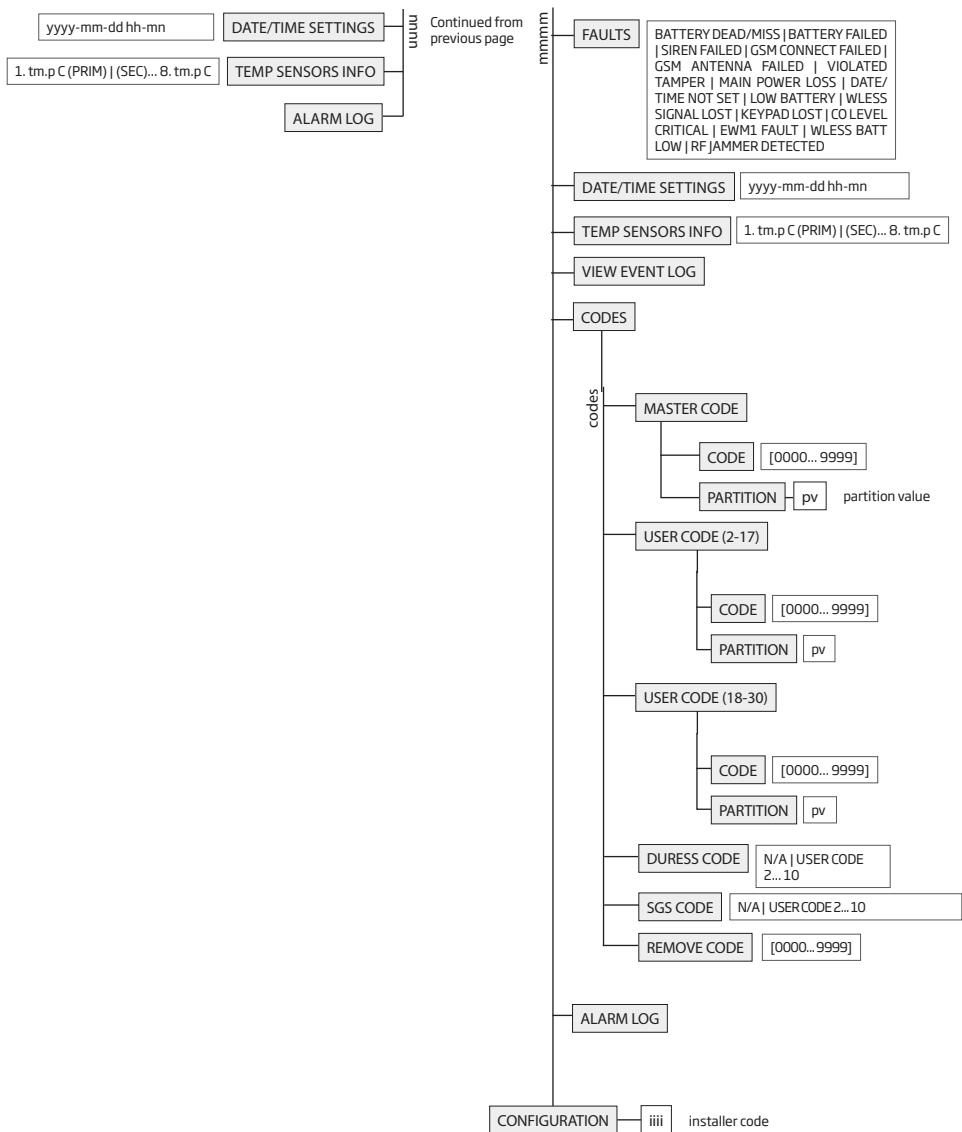 yyyy-mm-dd hh-mn
DATE/TIME SETTINGS
1. tm.p C (PRIM) | (SEC)... 8. tm.p C
TEMP SENSORS INFO
ALARM LOG
nnnn
Continued from
previous page
mmmm
FAULTS
BATTERY DEAD/MISS | BATTERY FAILED
| SIREN FAILED | GSM CONNECT FAILED |
GSM ANTENNA FAILED | VIOLATED
TAMPER | MAIN POWER LOSS | DATE/
TIME NOT SET | LOW BATTERY | WLESS
SIGNAL LOST | KEYPAD LOST | CO LEVEL
CRITICAL | EWM1 FAULT | WLESS BATT
LOW | RF JAMMER DETECTED
DATE/TIME SETTINGS
yyyy-mm-dd hh-mn
TEMP SENSORS INFO
1. tm.p C (PRIM) | (SEC)... 8. tm.p C
VIEW EVENT LOG
CODES
codes
MASTER CODE
CODE
[0000... 9999]
PARTITION
pv
partition value
USER CODE (2-17)
CODE
[0000... 9999]
PARTITION
pv
USER CODE (18-30)
CODE
[0000... 9999]
PARTITION
pv
DURESS CODE
N/A | USER CODE
2... 10
SGS CODE
N/A | USER CODE 2... 10
REMOVE CODE
[0000... 9999]
ALARM LOG
CONFIGURATION
iiii
installer code